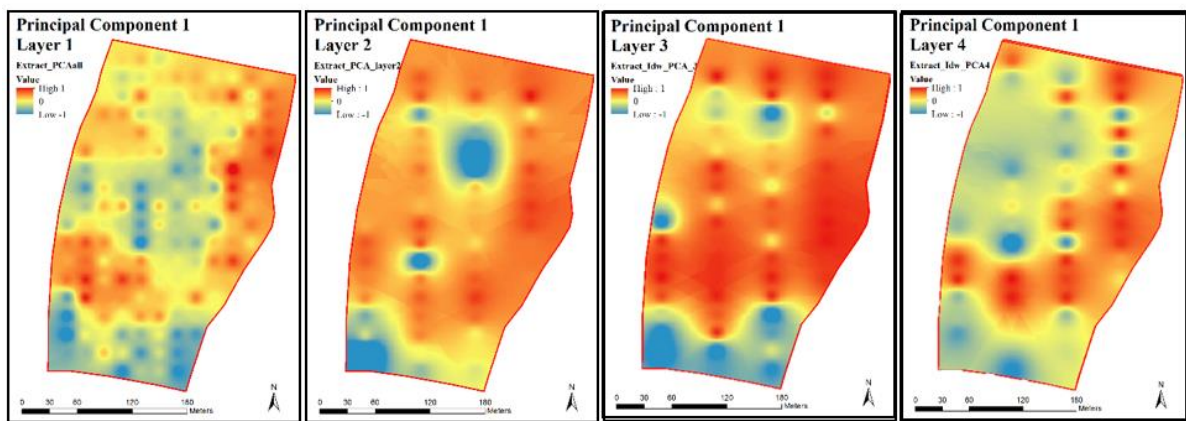 Principal Component 1
Layer 1
Extract_PCAall
Value
High : 1
0
Low : -1
N
0 30 60 120 180
Meters
Principal Component 1
Layer 2
Extract_PCA_layer2
Value
High : 1
0
Low : -1
N
0 30 60 120 180
Meters
Principal Component 1
Layer 3
Extract_Idw_PCA_3
Value
High : 1
0
Low : -1
N
0 30 60 120 180
Meters
Principal Component 1
Layer 4
Extract_Idw_PCA4
Value
High : 1
0
Low : -1
N
0 30 60 120 180
Meters